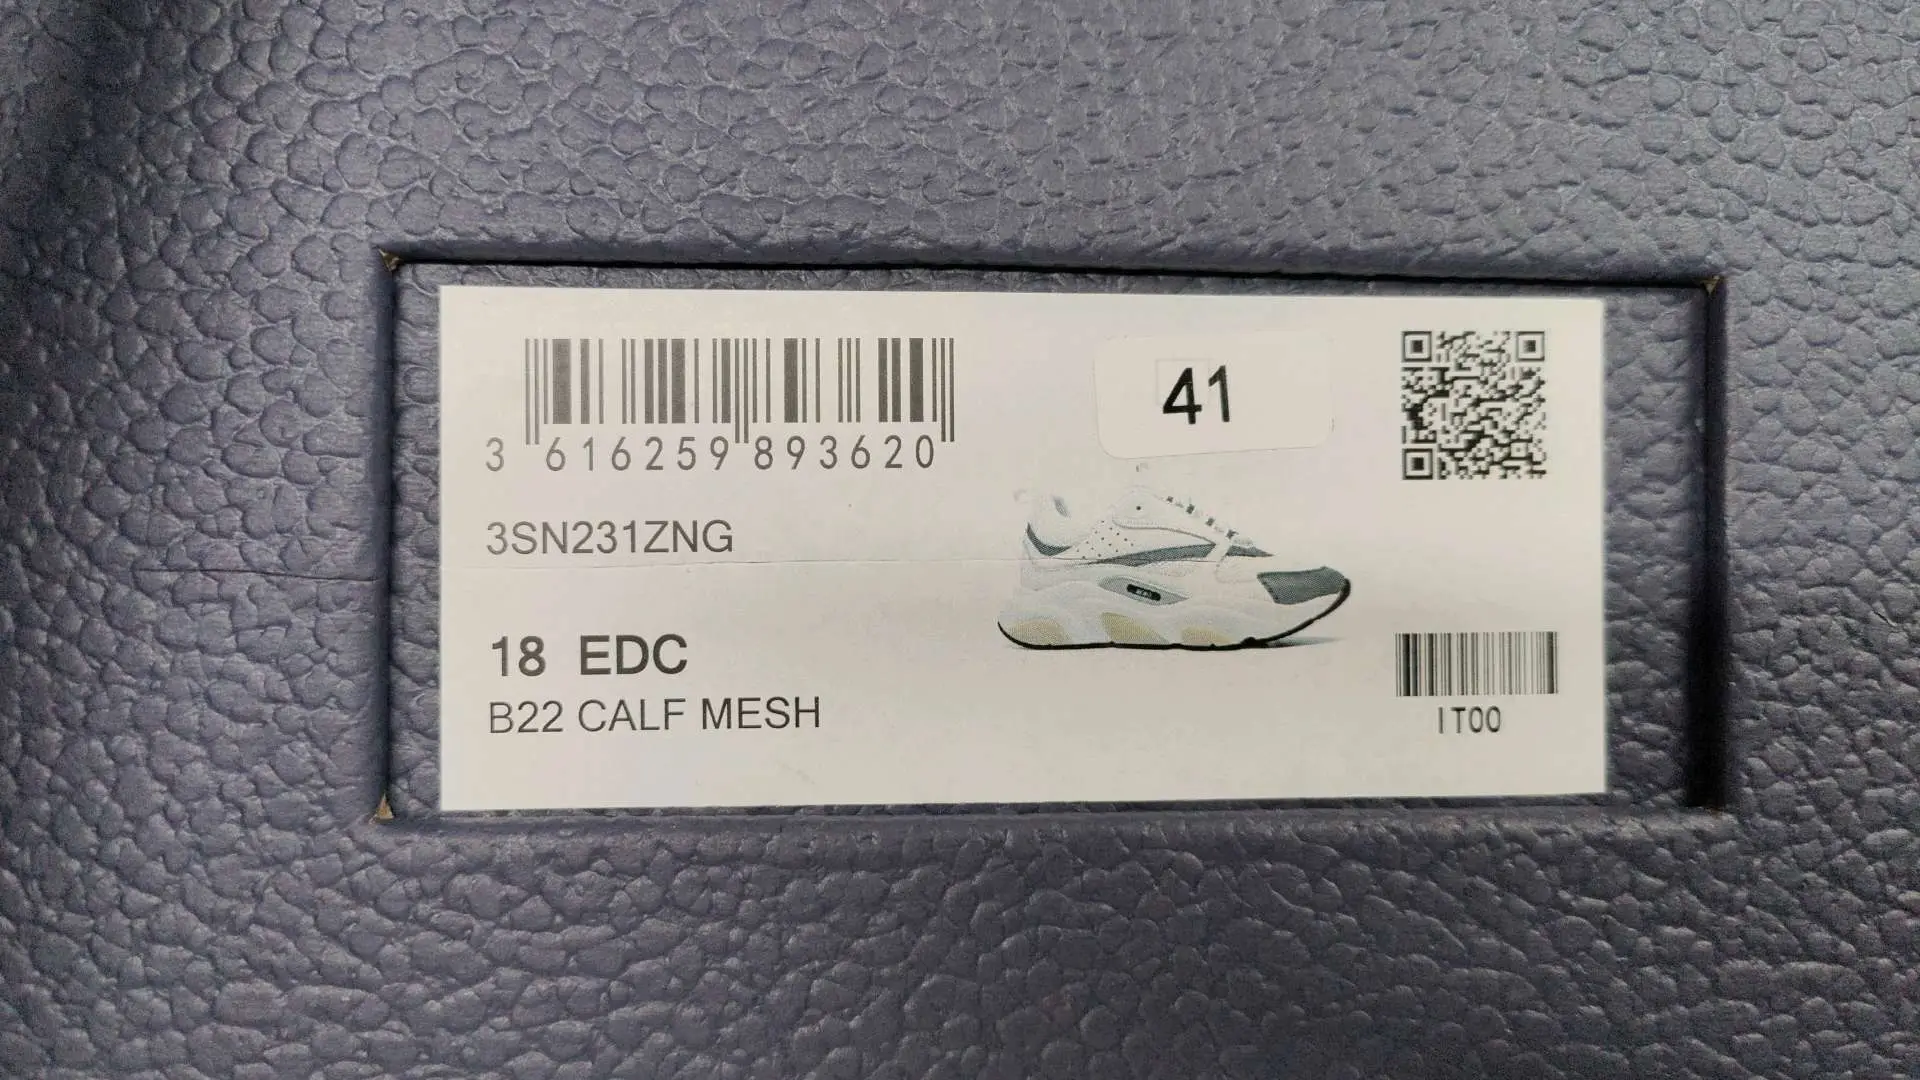 41
3 616259 893620
3SN231ZNG
18 EDC
B22 CALF MESH
IT00